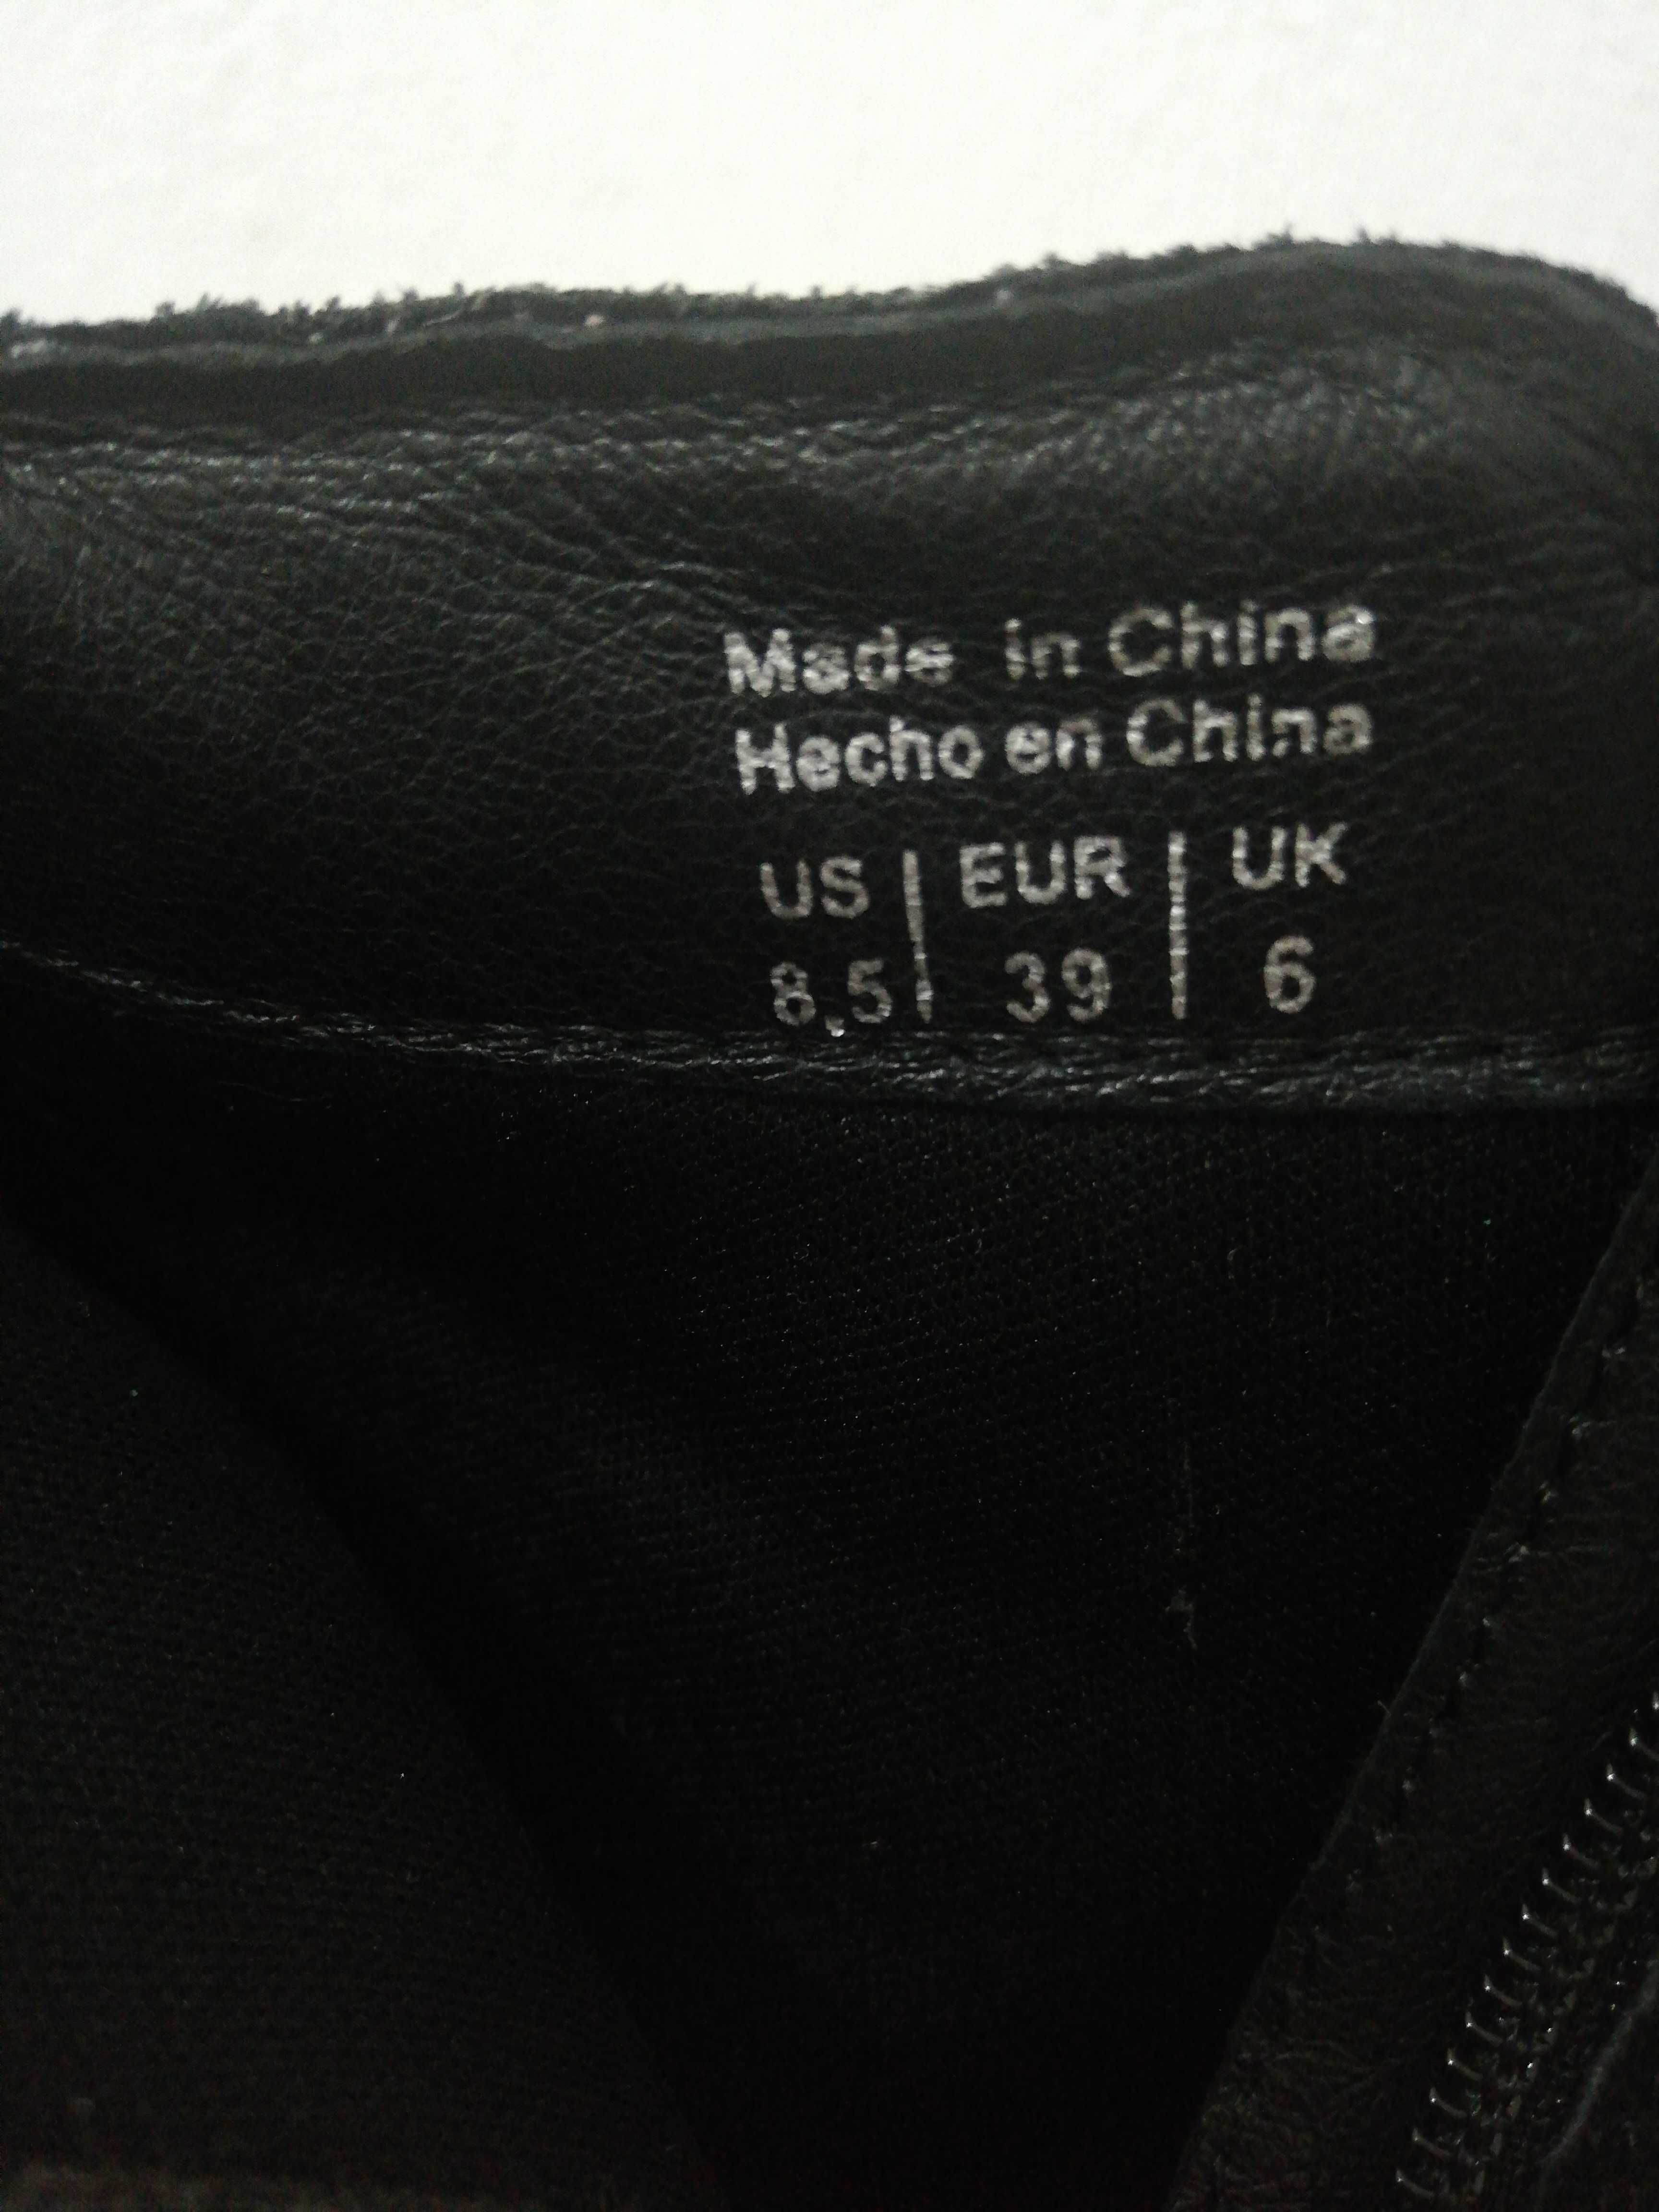 Made in China
Hecho en China
US | EUR | UK
8.5 | 39 | 6